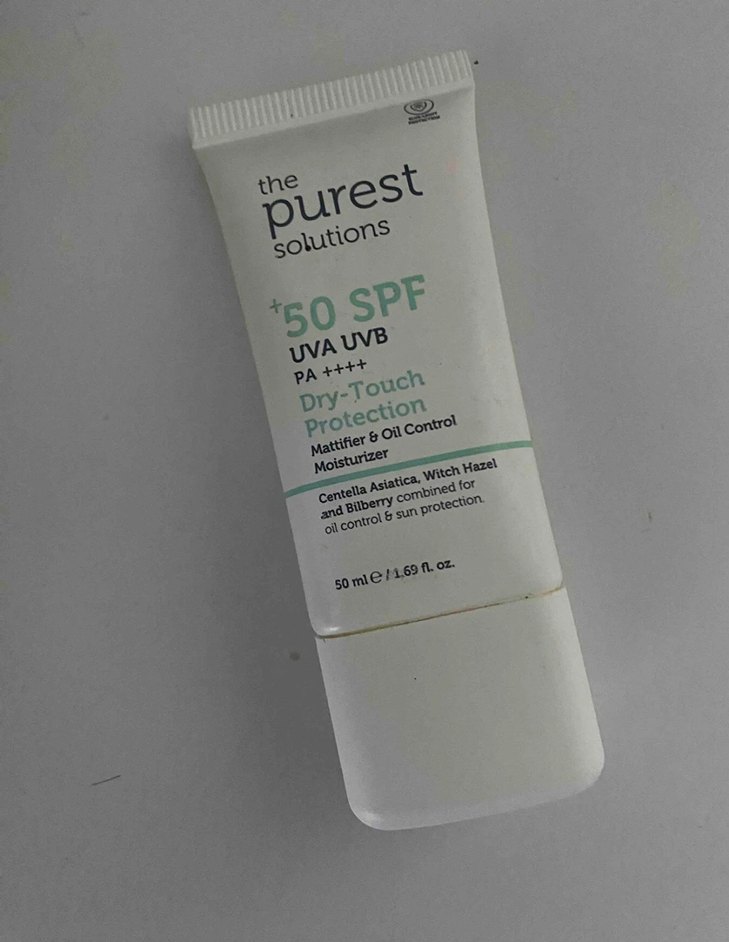 the
purest
solutions
+50 SPF
UVA UVB
PA ++++
Dry-Touch
Protection
Mattifier & Oil Control
Moisturizer
Centella Asiatica, Witch Hazel
and Bilberry combined for
oil control & sun protection.
50 ml ℮ / 1.69 fl. oz.